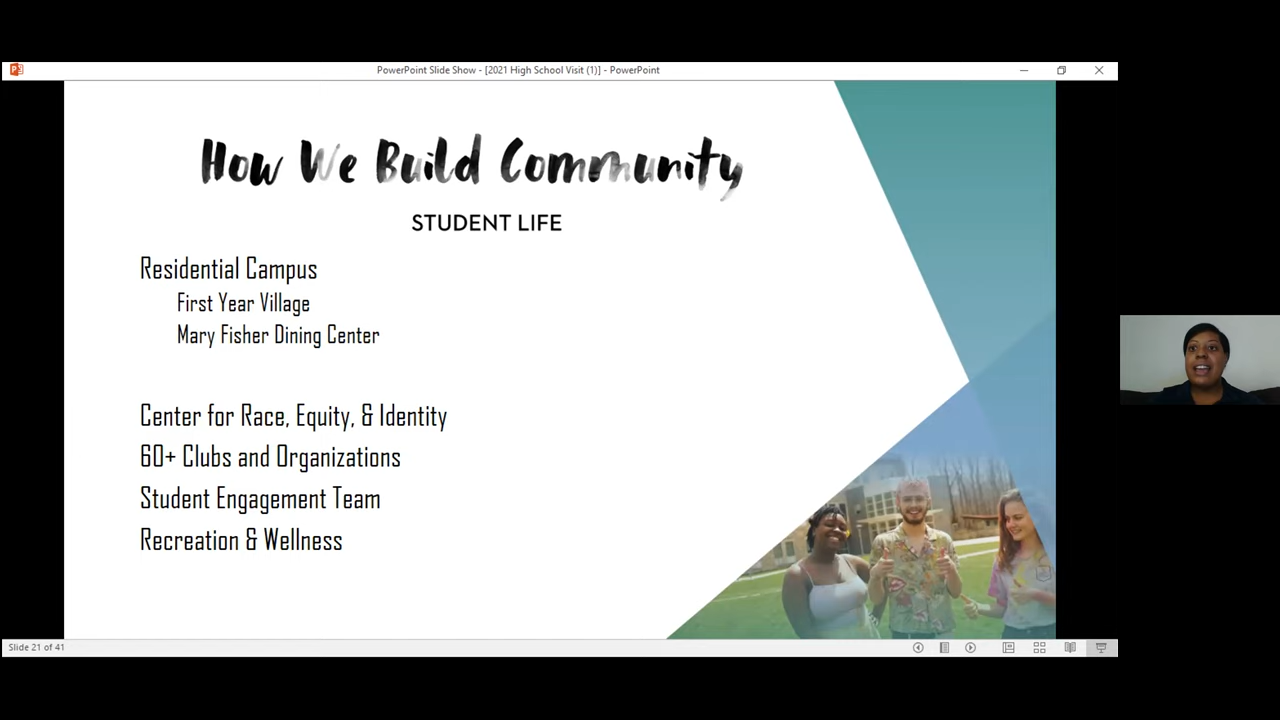 PowerPoint Slide Show - [2021 High School Visit (1)] - PowerPoint
How We Build Community
STUDENT LIFE
Residential Campus
First Year Village
Mary Fisher Dining Center
Center for Race, Equity, & Identity
60+ Clubs and Organizations
Student Engagement Team
Recreation & Wellness
Slide 21 of 41